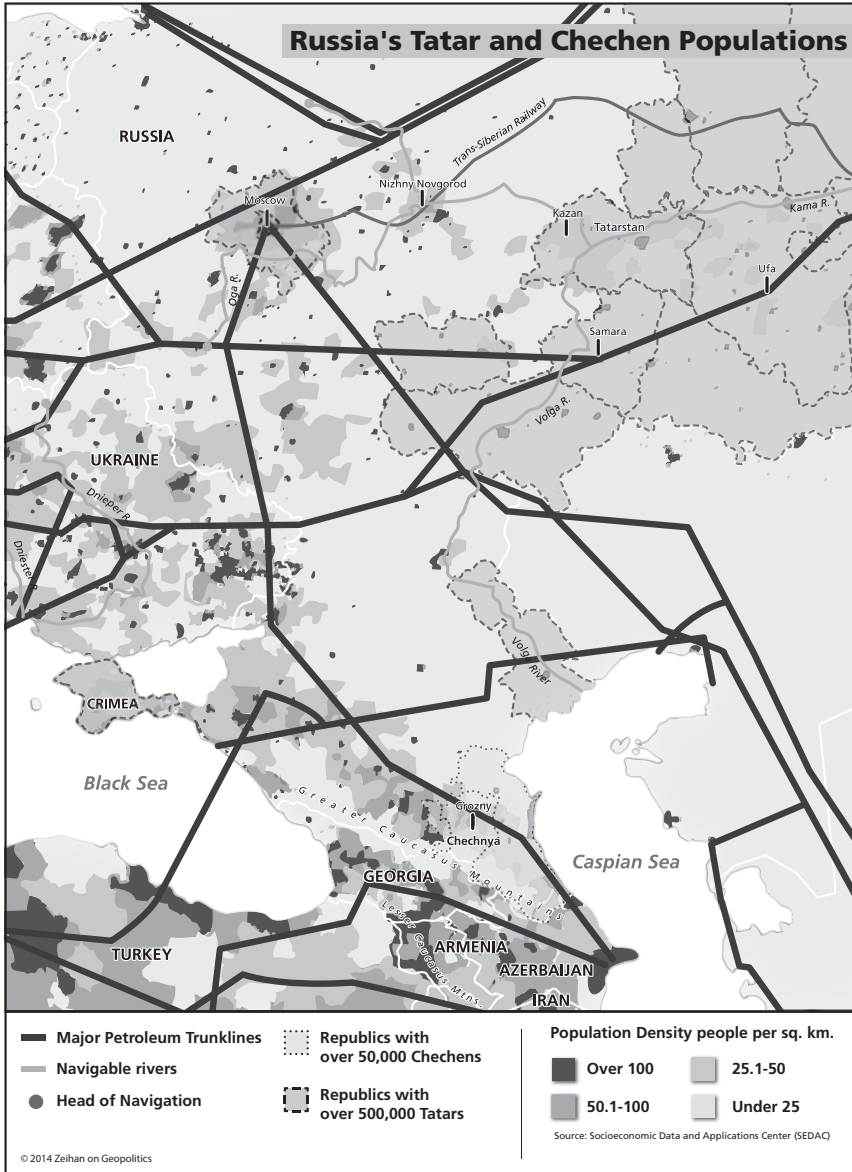 Russia's Tatar and Chechen Populations
RUSSIA
Trans-Siberian Railway
Nizhny Novgorod
Moscow
Kazan
Tatarstan
Kama R.
Ufa
Oga R.
Samara
Volga R.
UKRAINE
Dnieper R.
Dniester R.
Volga River
CRIMEA
Black Sea
Grozny
Chechnya
Greater Caucasus Mountains
Caspian Sea
GEORGIA
Lesser Caucasus Mtns.
ARMENIA
TURKEY
AZERBAIJAN
IRAN
Major Petroleum Trunklines
Navigable rivers
Head of Navigation
Republics with
over 50,000 Chechens
Republics with
over 500,000 Tatars
Population Density people per sq. km.
Over 100
25.1-50
50.1-100
Under 25
Source: Socioeconomic Data and Applications Center (SEDAC)
© 2014 Zeihan on Geopolitics